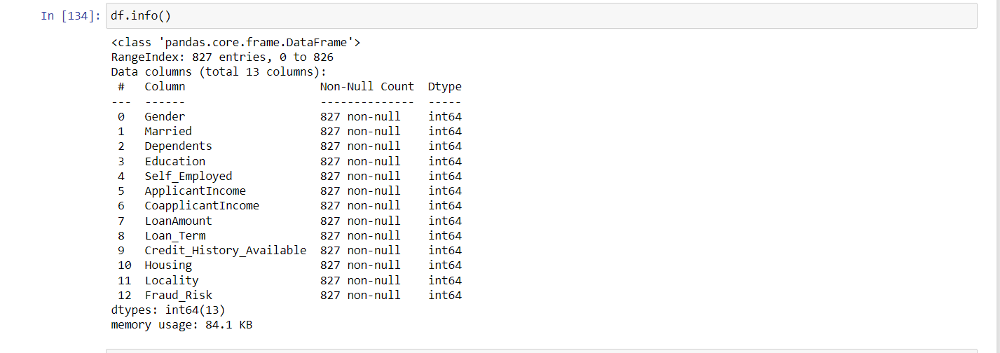 In [134]: df.info()
<class 'pandas.core.frame.DataFrame'>
RangeIndex: 827 entries, 0 to 826
Data columns (total 13 columns):
 #   Column                    Non-Null Count  Dtype
---  ------                    --------------  -----
 0   Gender                    827 non-null    int64
 1   Married                   827 non-null    int64
 2   Dependents                827 non-null    int64
 3   Education                 827 non-null    int64
 4   Self_Employed             827 non-null    int64
 5   ApplicantIncome           827 non-null    int64
 6   CoapplicantIncome         827 non-null    int64
 7   LoanAmount                827 non-null    int64
 8   Loan_Term                 827 non-null    int64
 9   Credit_History_Available  827 non-null    int64
 10  Housing                   827 non-null    int64
 11  Locality                  827 non-null    int64
 12  Fraud_Risk                827 non-null    int64
dtypes: int64(13)
memory usage: 84.1 KB